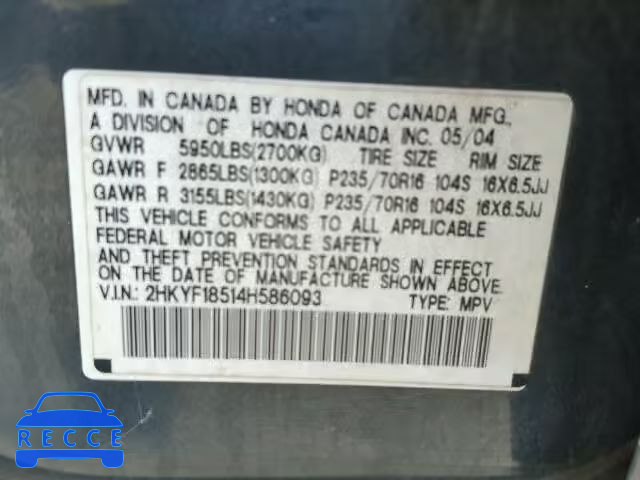 MFD. IN CANADA BY HONDA OF CANADA MFG.,
A DIVISION OF HONDA CANADA INC. 05/04
GVWR 5950LBS(2700KG) TIRE SIZE RIM SIZE
GAWR F 2865LBS(1300KG) P235/70R16 104S 16X6.5JJ
GAWR R 3155LBS(1430KG) P235/70R16 104S 16X6.5JJ
THIS VEHICLE CONFORMS TO ALL APPLICABLE
FEDERAL MOTOR VEHICLE SAFETY
AND THEFT PREVENTION STANDARDS IN EFFECT
ON THE DATE OF MANUFACTURE SHOWN ABOVE.
V.I.N.: 2HKYF18514H586093 TYPE: MPV
RECCE